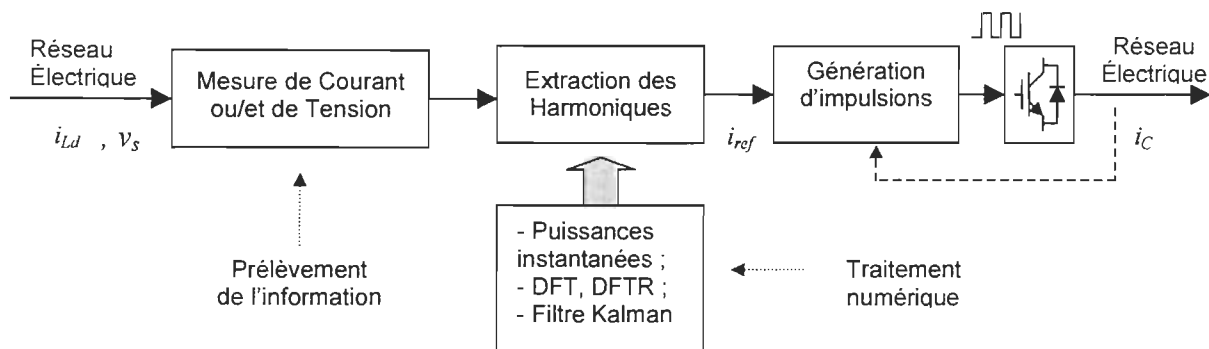 Réseau
Électrique
i_Ld , v_s
Mesure de Courant
ou/et de Tension
Extraction des
Harmoniques
i_ref
Génération
d'impulsions
Réseau
Électrique
i_C
Prélèvement
de l'information
- Puissances
instantanées ;
- DFT, DFTR ;
- Filtre Kalman
Traitement
numérique